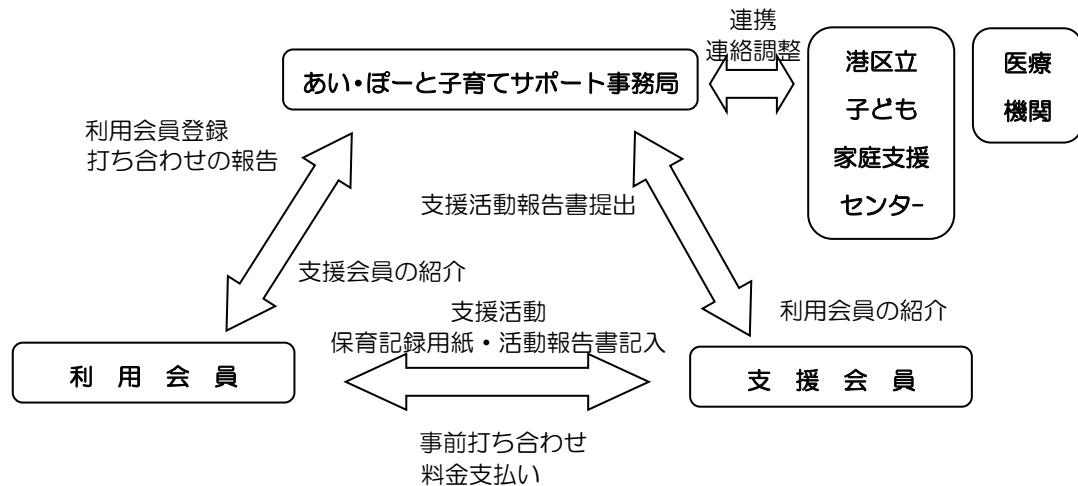 連携
連絡調整
あい・ぽーと子育てサポート事務局
港区立
子ども
家庭支援
センター
医療
機関
利用会員登録
打ち合わせの報告
支援活動報告書提出
支援会員の紹介
利用会員の紹介
支援活動
保育記録用紙・活動報告書記入
利 用 会 員
支 援 会 員
事前打ち合わせ
料金支払い